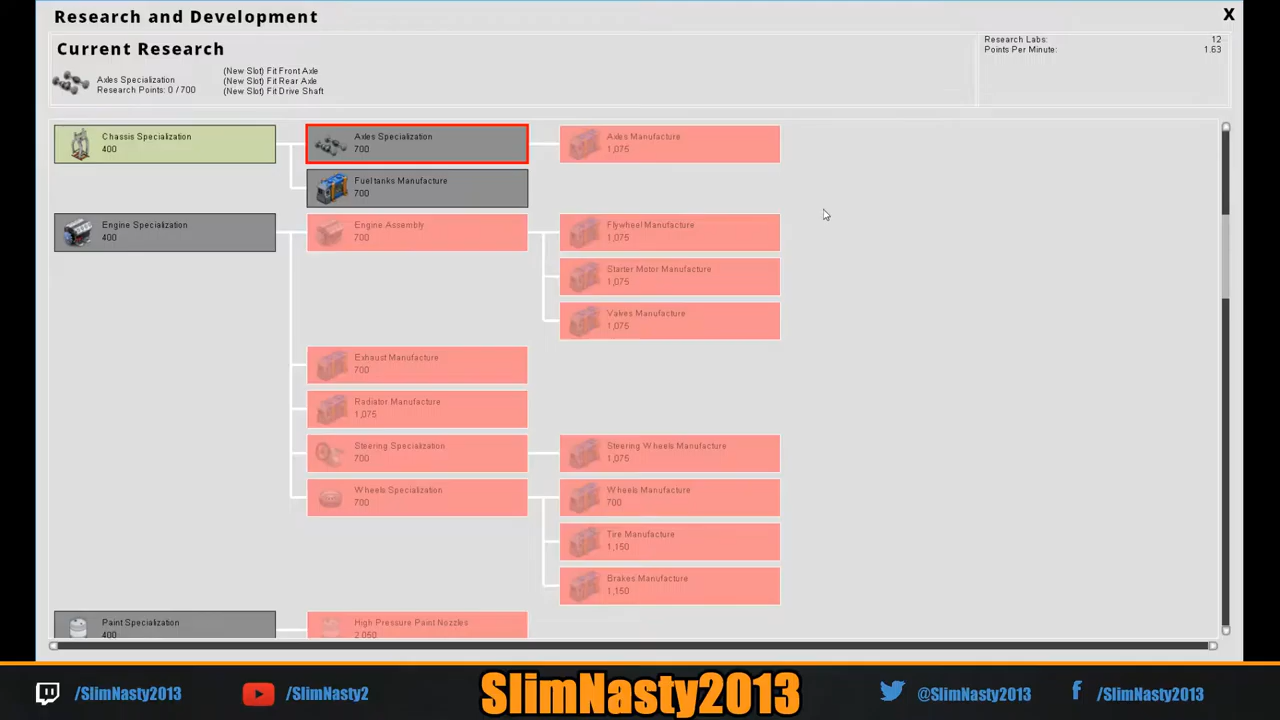 Research and Development
X
Current Research
Axles Specialization
Research Points: 0 / 700
(New Slot) Fit Front Axle
(New Slot) Fit Rear Axle
(New Slot) Fit Drive Shaft
Research Labs: 12
Points Per Minute: 1.63
Chassis Specialization
400
Axles Specialization
700
Axles Manufacture
1,075
Fuel tanks Manufacture
700
Engine Specialization
400
Engine Assembly
700
Flywheel Manufacture
1,075
Starter Motor Manufacture
1,075
Valves Manufacture
1,075
Exhaust Manufacture
700
Radiator Manufacture
1,075
Steering Specialization
700
Steering Wheels Manufacture
1,075
Wheels Specialization
700
Wheels Manufacture
700
Tire Manufacture
1,150
Brakes Manufacture
1,150
Paint Specialization
400
High Pressure Paint Nozzles
2,050
/SlimNasty2013
/SlimNasty2
SlimNasty2013
@SlimNasty2013
/SlimNasty2013